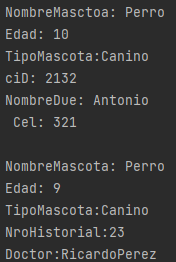 NombreMasctoa: Perro
Edad: 10
TipoMascota:Canino
ciD: 2132
NombreDue: Antonio
Cel: 321
NombreMascota: Perro
Edad: 9
TipoMascota:Canino
NroHistorial:23
Doctor:RicardoPerez